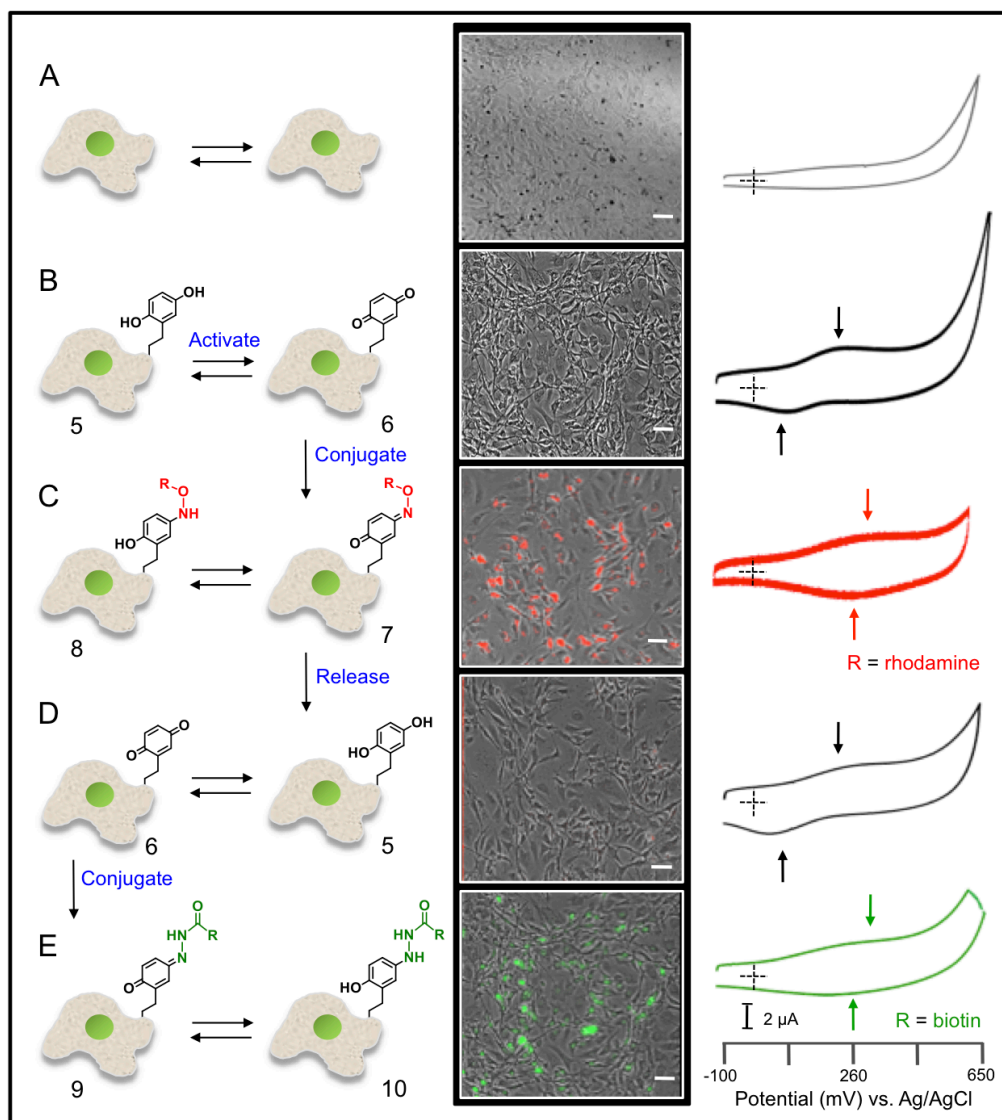 A
B
OH
HO
Activate
O
O
5
6
Conjugate
C
R
O
NH
HO
R
O
N
O
8
7
R = rhodamine
Release
D
O
O
OH
HO
6
5
Conjugate
E
O
HN
R
N
O
O
HN
R
NH
HO
2 µA
R = biotin
9
10
-100
260
650
Potential (mV) vs. Ag/AgCl